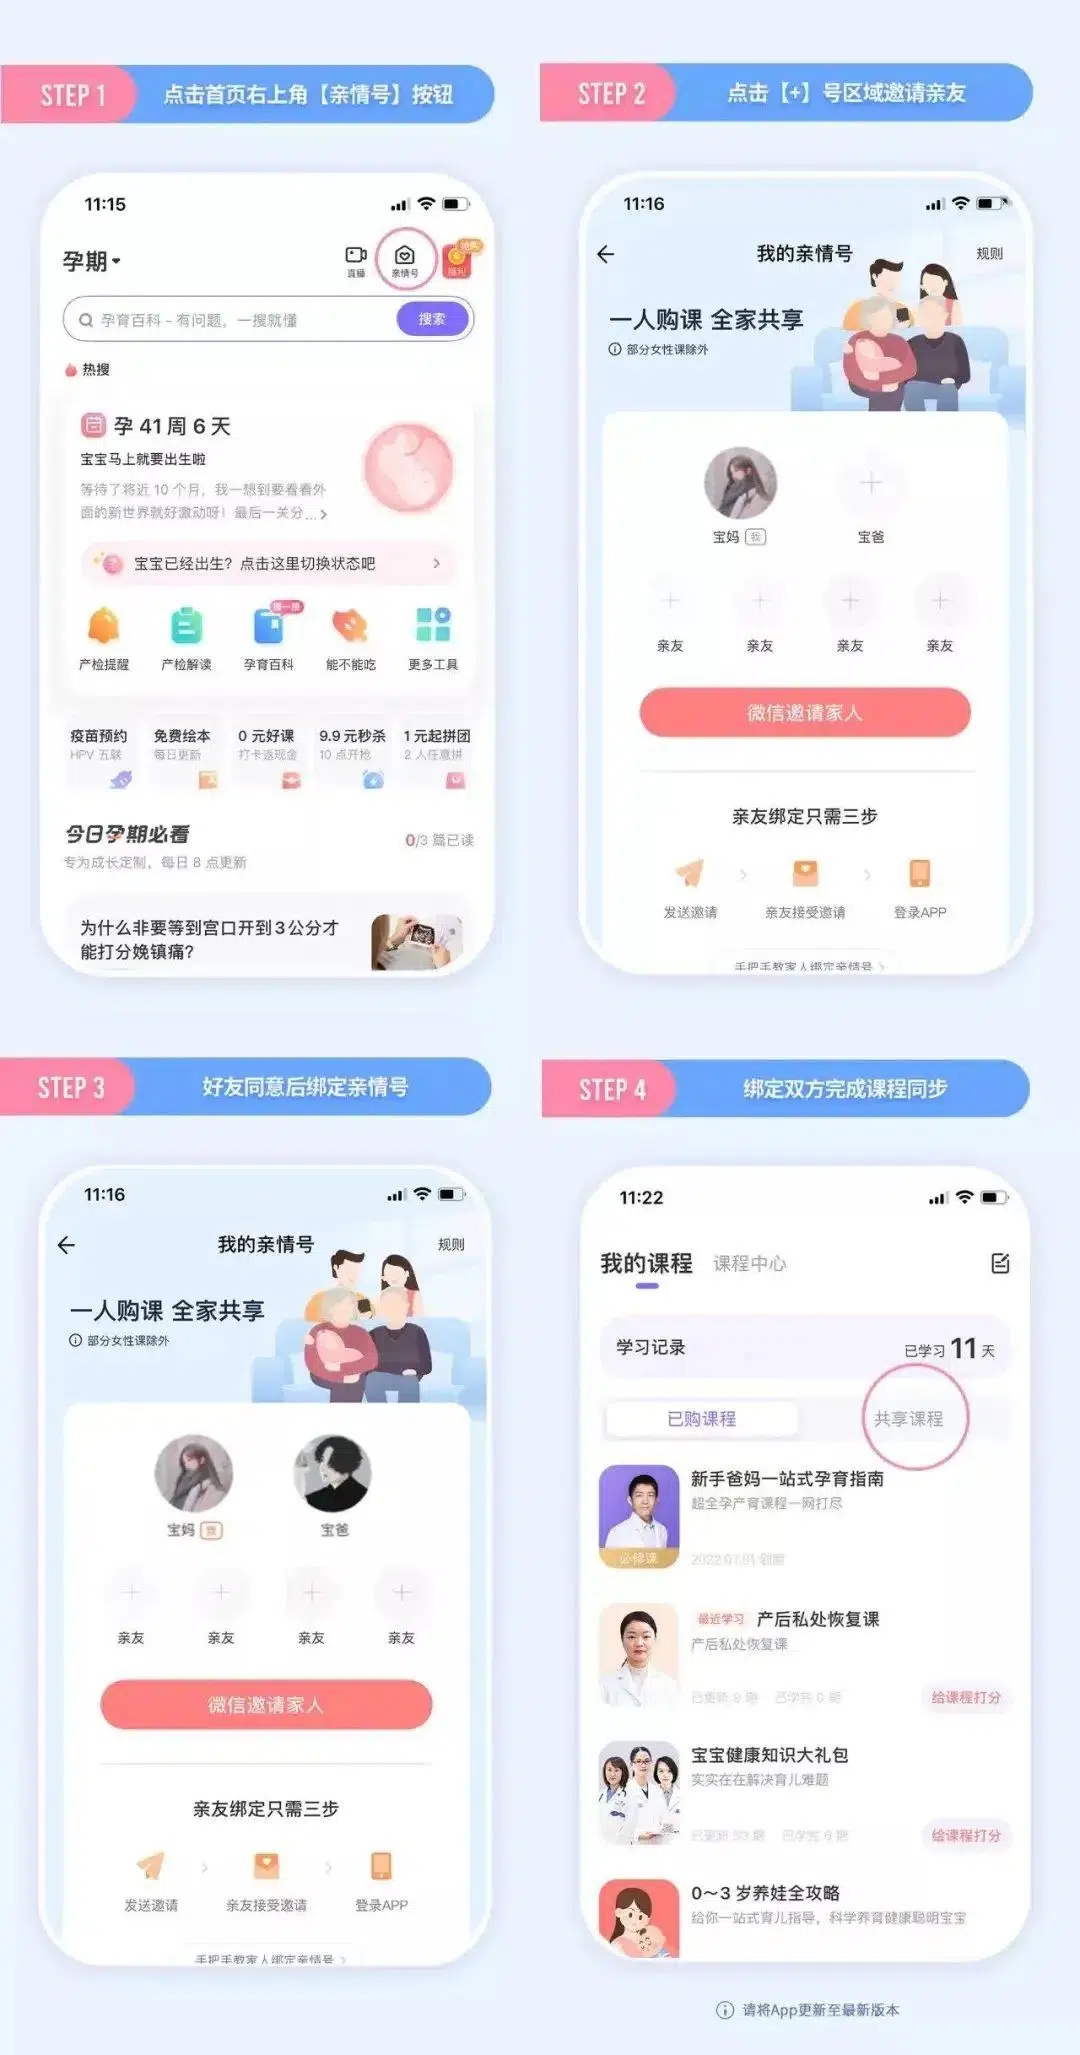 STEP 1
点击首页右上角【亲情号】按钮
11:15
孕期
直播
亲情号
福利
孕育百科 - 有问题，一搜就懂
搜索
热搜
孕 41 周 6 天
宝宝马上就要出生啦
等待了将近 10 个月，我一想到要看看外
面的新世界就好激动呀！最后一关分...
宝宝已经出生？点击这里切换状态吧
搜一搜
产检提醒
产检解读
孕育百科
能不能吃
更多工具
疫苗预约
免费绘本
0 元好课
9.9 元秒杀
1 元起拼团
HPV 五联
每日更新
打卡返现金
10 点开抢
2 人任意拼
今日孕期必看
0/3 篇已读
专为成长定制，每日 8 点更新
为什么非要等到宫口开到 3 公分才
能打分娩镇痛？
STEP 2
点击【+】号区域邀请亲友
11:16
我的亲情号
规则
一人购课 全家共享
部分女性课除外
宝妈 我
宝爸
亲友
亲友
亲友
亲友
微信邀请家人
亲友绑定只需三步
发送邀请
亲友接受邀请
登录APP
手把手教家人绑定亲情号
STEP 3
好友同意后绑定亲情号
11:16
我的亲情号
规则
一人购课 全家共享
部分女性课除外
宝妈 我
宝爸
亲友
亲友
亲友
亲友
微信邀请家人
亲友绑定只需三步
发送邀请
亲友接受邀请
登录APP
手把手教家人绑定亲情号
STEP 4
绑定双方完成课程同步
11:22
我的课程
课程中心
学习记录
已学习 11 天
已购课程
共享课程
新手爸妈一站式孕育指南
超全孕产育课程一网打尽
必修课
2022.07.01 到期
最近学习 产后私处恢复课
产后私处恢复课
已更新 9 期 已学完 0 期
给课程打分
宝宝健康知识大礼包
实实在在解决育儿难题
给课程打分
0～3 岁养娃全攻略
给你一站式育儿指导，科学养育健康聪明宝宝
请将App更新至最新版本